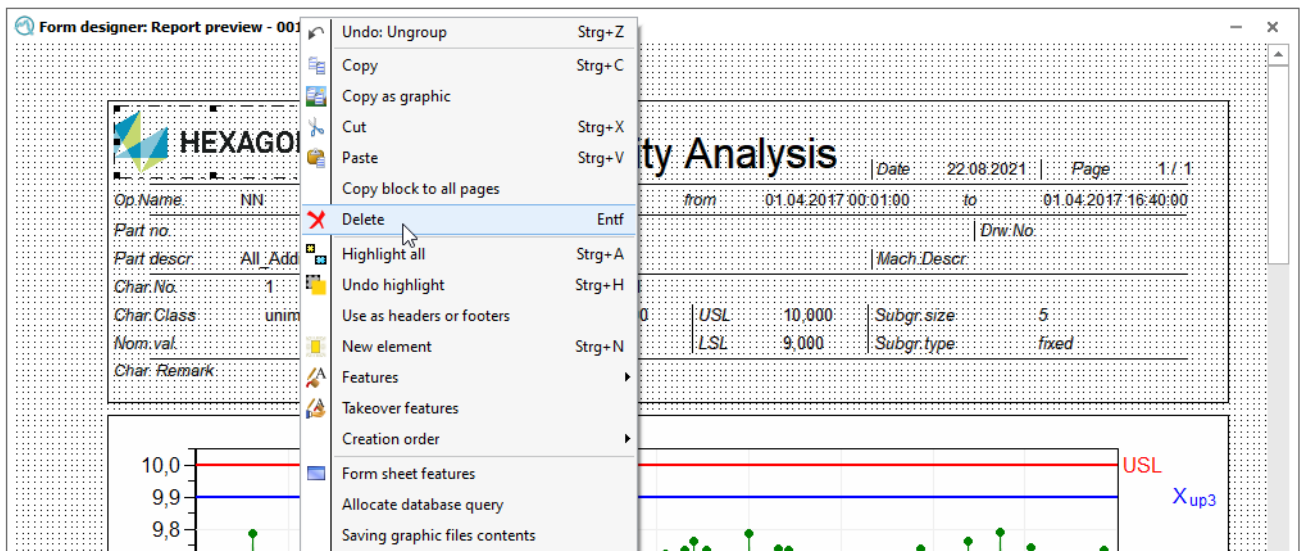 Form designer: Report preview - 001
Undo: Ungroup Strg+Z
Copy Strg+C
Copy as graphic
Cut Strg+X
Paste Strg+V
Copy block to all pages
Delete Entf
Highlight all Strg+A
Undo highlight Strg+H
Use as headers or footers
New element Strg+N
Features
Takeover features
Creation order
Form sheet features
Allocate database query
Saving graphic files contents
HEXAGO
ity Analysis Date 22.08.2021 Page 1 / 1
Op.Name. NN from 01.04.2017 00:01:00 to 01.04.2017 16:40:00
Part no. Drw.No.
Part descr. All_Add Mach.Descr.
Char.No. 1
Char.Class unim 0 USL 10,000 Subgr.size 5
Nom.val. LSL 9,000 Subgr.type fixed
Char. Remark
10,0 USL
9,9 Xup3
9,8